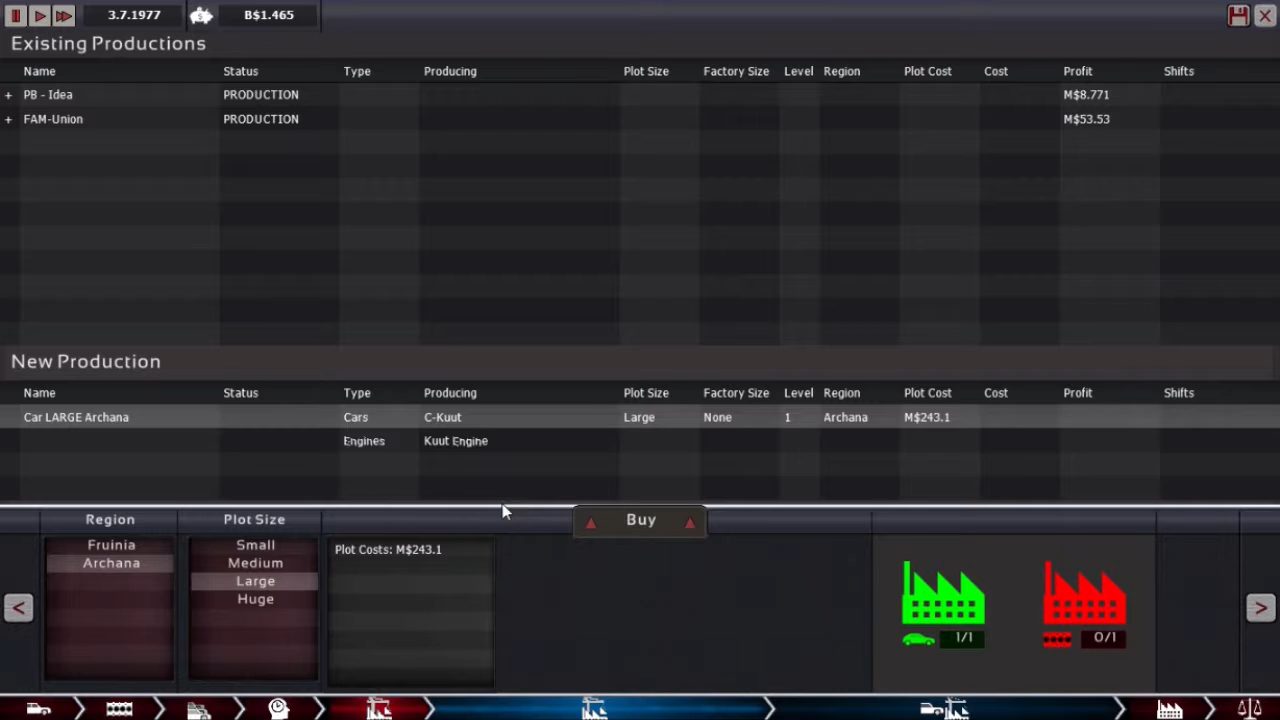 3.7.1977 B$1.465
Existing Productions
Name Status Type Producing Plot Size Factory Size Level Region Plot Cost Cost Profit Shifts
+ PB - Idea PRODUCTION M$8.771
+ FAM-Union PRODUCTION M$53.53
New Production
Name Status Type Producing Plot Size Factory Size Level Region Plot Cost Cost Profit Shifts
Car LARGE Archana Cars C-Kuut Large None 1 Archana M$243.1
Engines Kuut Engine
Region Plot Size Buy
Fruinia Small Plot Costs: M$243.1
Archana Medium
Large
Huge
< >
1/1 0/1